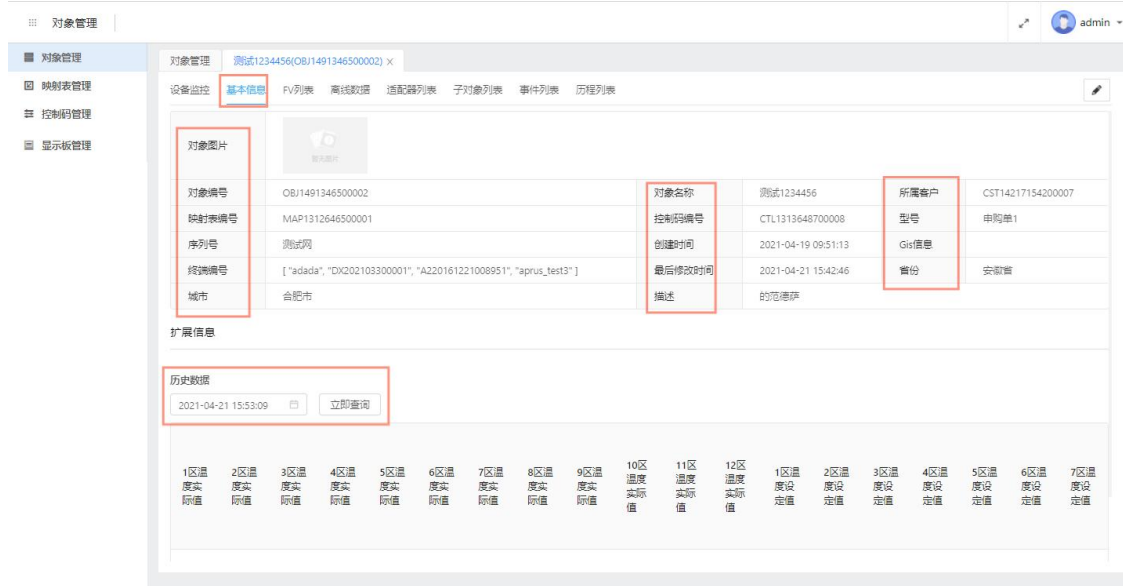 对象管理
admin
对象管理
映射表管理
控制码管理
显示板管理
对象管理 测试1234456(OBJ1491346500002) ×
设备监控 基本信息 FV列表 离线数据 适配器列表 子对象列表 事件列表 历程列表
对象图片
暂无图片
对象编号 OBJ1491346500002 对象名称 测试1234456 所属客户 CST14217154200007
映射表编号 MAP1312646500001 控制码编号 CTL1313648700008 型号 申购单1
序列号 测试网 创建时间 2021-04-19 09:51:13 Gis信息
终端编号 [ "adada", "DX202103300001", "A220161221008951", "aprus_test3" ] 最后修改时间 2021-04-21 15:42:46 省份 安徽省
城市 合肥市 描述 的范德萨
扩展信息
历史数据
2021-04-21 15:53:09 立即查询
1区温 2区温 3区温 4区温 5区温 6区温 7区温 8区温 9区温 10区 11区 12区 1区温 2区温 3区温 4区温 5区温 6区温 7区温
度实 度实 度实 度实 度实 度实 度实 度实 度实 温度 温度 温度 度设 度设 度设 度设 度设 度设 度设
际值 际值 际值 际值 际值 际值 际值 际值 际值 实际 实际 实际 定值 定值 定值 定值 定值 定值 定值
值 值 值